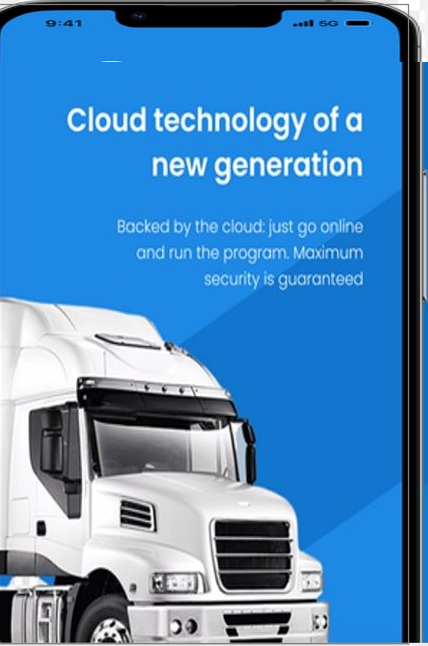 9:41 5G
Cloud technology of a
new generation
Backed by the cloud: just go online
and run the program. Maximum
security is guaranteed